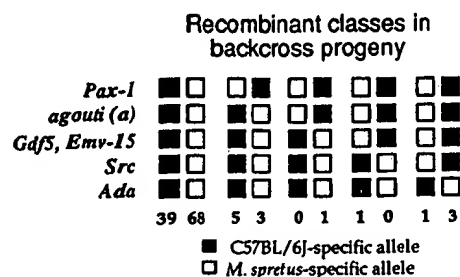 Recombinant classes in
backcross progeny
Pax-1
agouti (a)
Gdf5, Emv-15
Src
Ada
39 68 5 3 0 1 1 0 1 3
C57BL/6J-specific allele
M. spretus-specific allele